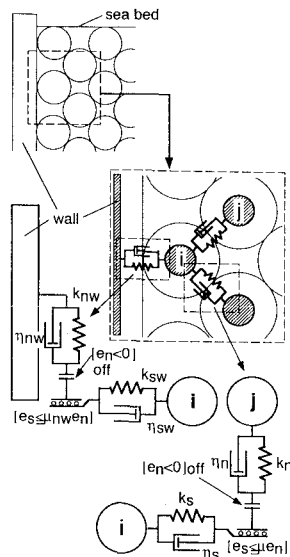 sea bed
j
i
wall
k_nw
η_nw
[e_n<0]
off
k_sw
i
j
[e_s≤μ_nw e_n]
η_sw
η_n
k_n
[e_n<0]off
k_s
i
η_s
[e_s≤μe_n]